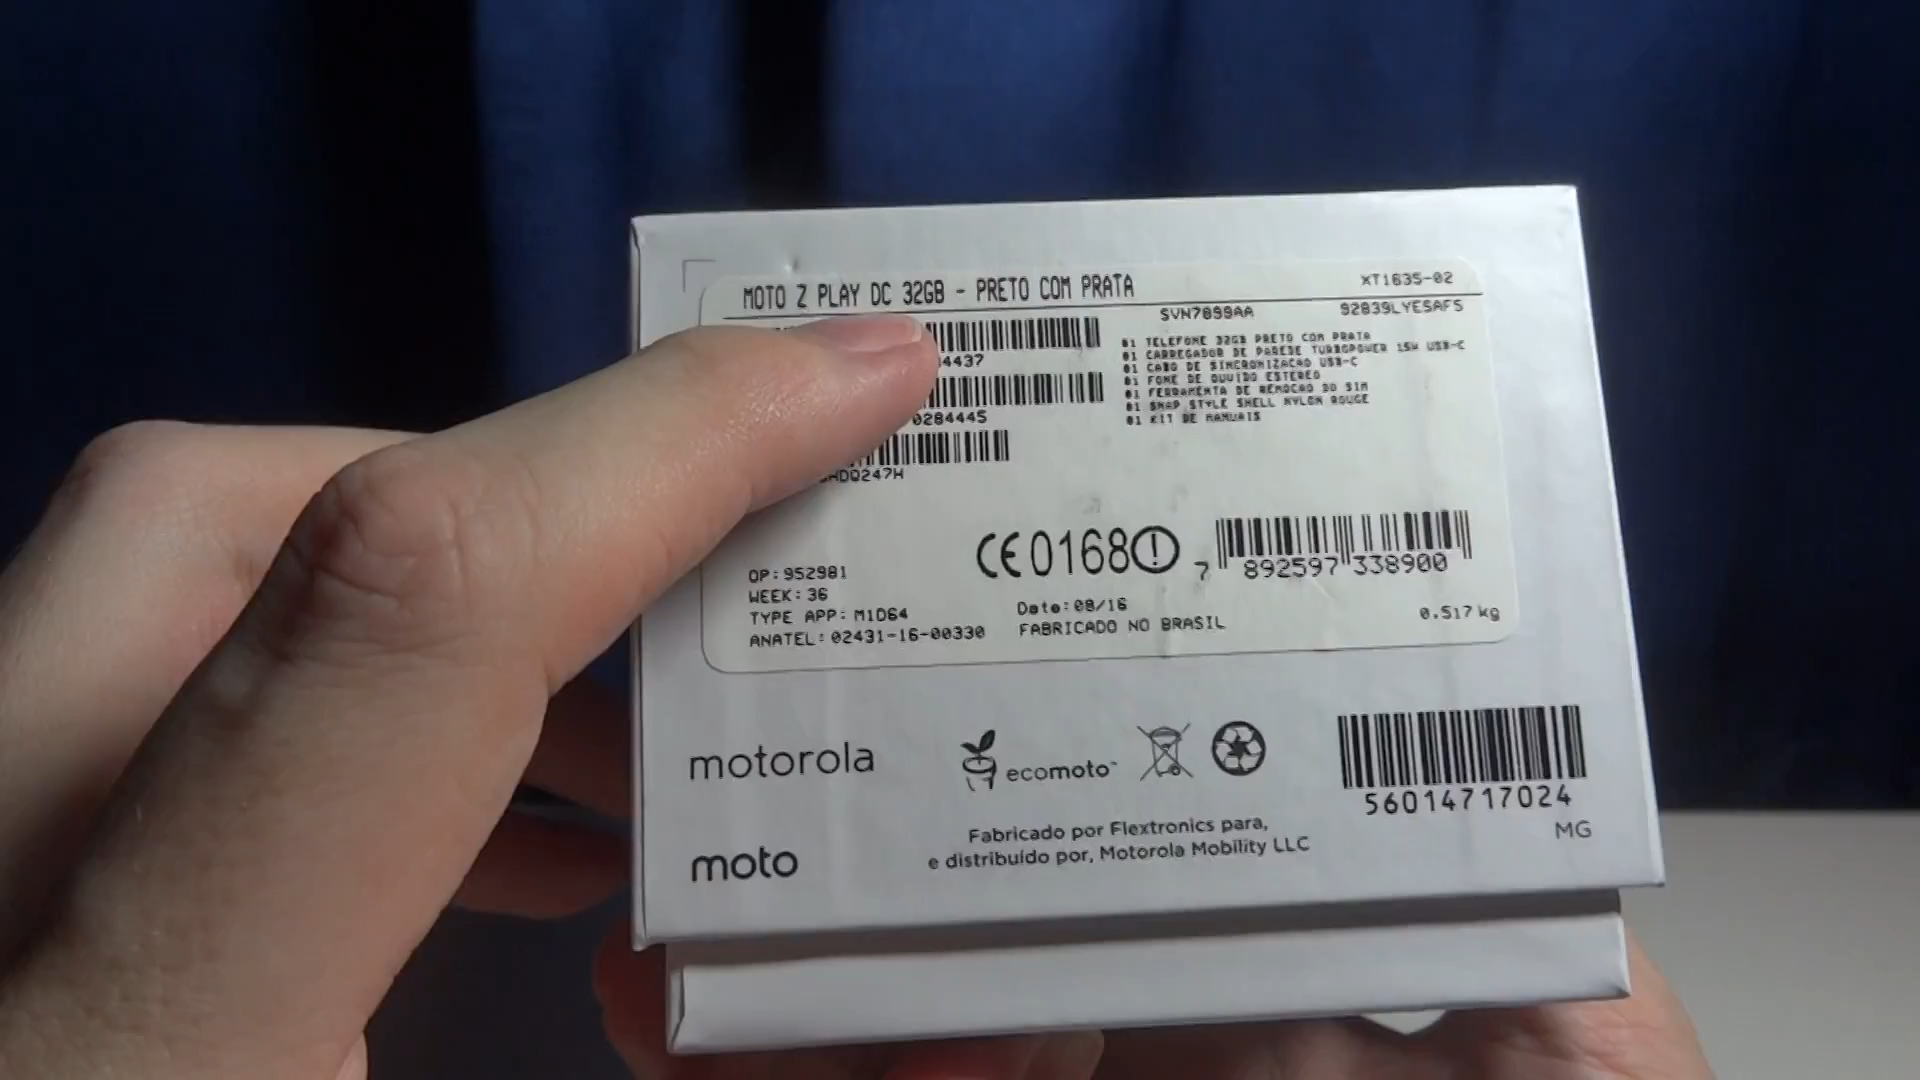 MOTO Z PLAY DC 32GB - PRETO COM PRATA
XT1635-02
SVN7899AA
92839LYESAFS
4437
0284445
HDQ247H
01 TELEFONE 32GB PRETO COM PRATA
01 CARREGADOR DE PAREDE TURBOPOWER 15W USB-C
01 CABO DE SINCRONIZACAO USB-C
01 FONE DE OUVIDO ESTEREO
01 FERRAMENTA DE REMOCAO DO SIM
01 SNAP STYLE SHELL NYLON ROUGE
01 KIT DE MANUAIS
CE0168
7 892597 338900
OP: 952981
WEEK: 36
TYPE APP: M1D64
ANATEL: 02431-16-00330
Date: 08/16
FABRICADO NO BRASIL
0.517 kg
motorola
ecomoto™
56014717024
MG
moto
Fabricado por Flextronics para,
e distribuído por, Motorola Mobility LLC